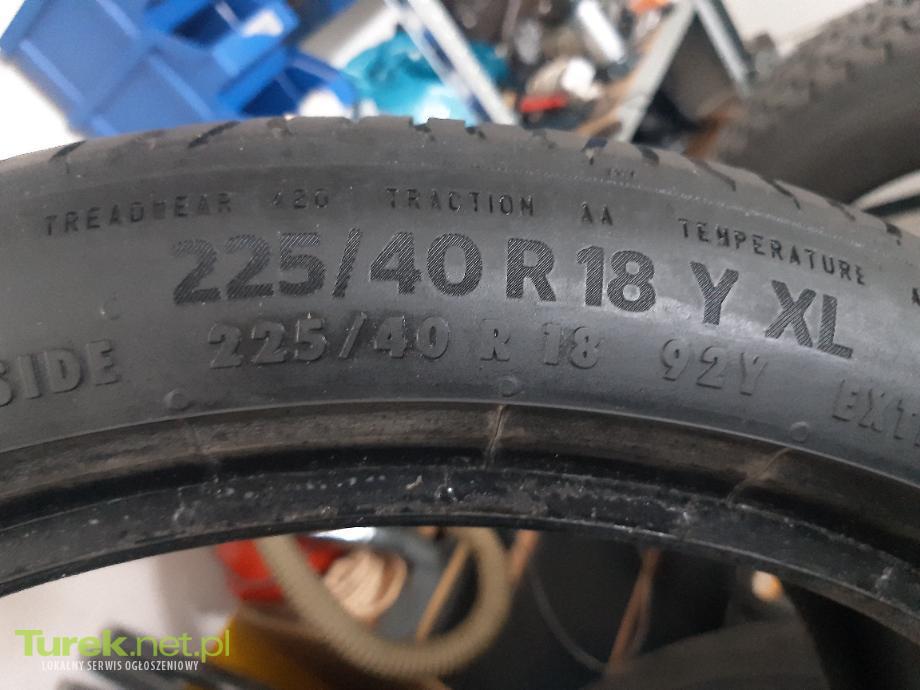 TREADWEAR 420 TRACTION AA TEMPERATURE
225/40 R 18 Y XL
SIDE 225/40 R 18 92Y
Turek.net.pl
LOKALNY SERWIS OGŁOSZENIOWY